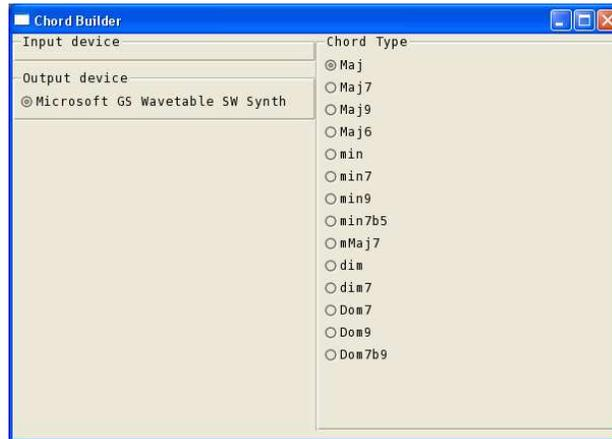 Chord Builder
Input device
Output device
Microsoft GS Wavetable SW Synth
Chord Type
Maj
Maj7
Maj9
Maj6
min
min7
min9
min7b5
mMaj7
dim
dim7
Dom7
Dom9
Dom7b9